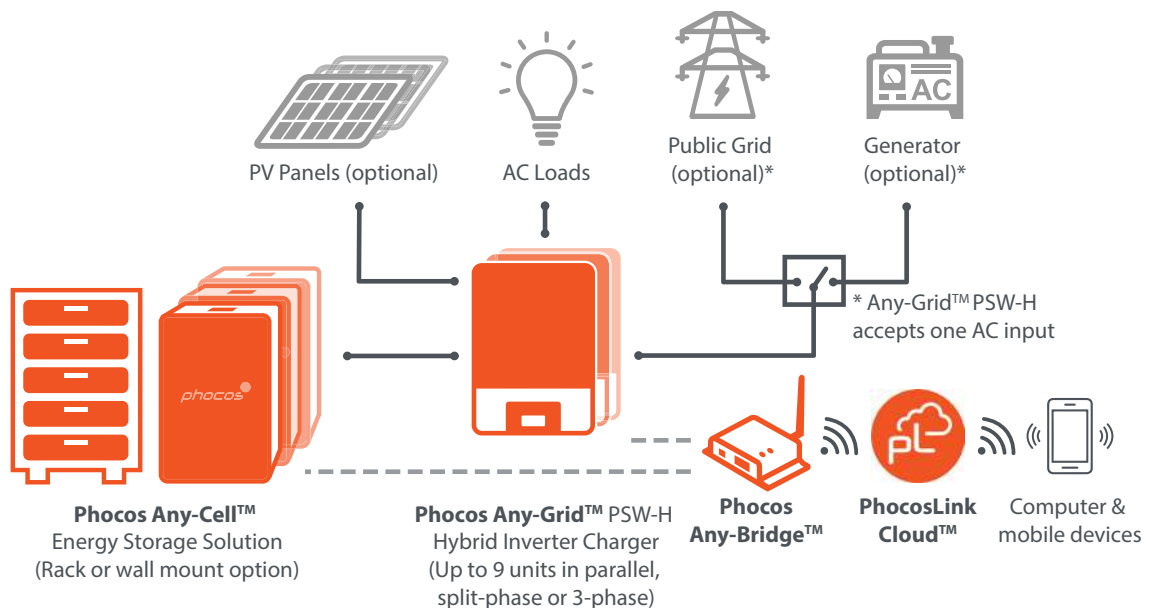 AC
PV Panels (optional)
AC Loads
Public Grid
(optional)*
Generator
(optional)*
* Any-Grid™ PSW-H
accepts one AC input
phocos
pL
Phocos Any-Cell™
Energy Storage Solution
(Rack or wall mount option)
Phocos Any-Grid™ PSW-H
Hybrid Inverter Charger
(Up to 9 units in parallel,
split-phase or 3-phase)
Phocos
Any-Bridge™
PhocosLink
Cloud™
Computer &
mobile devices